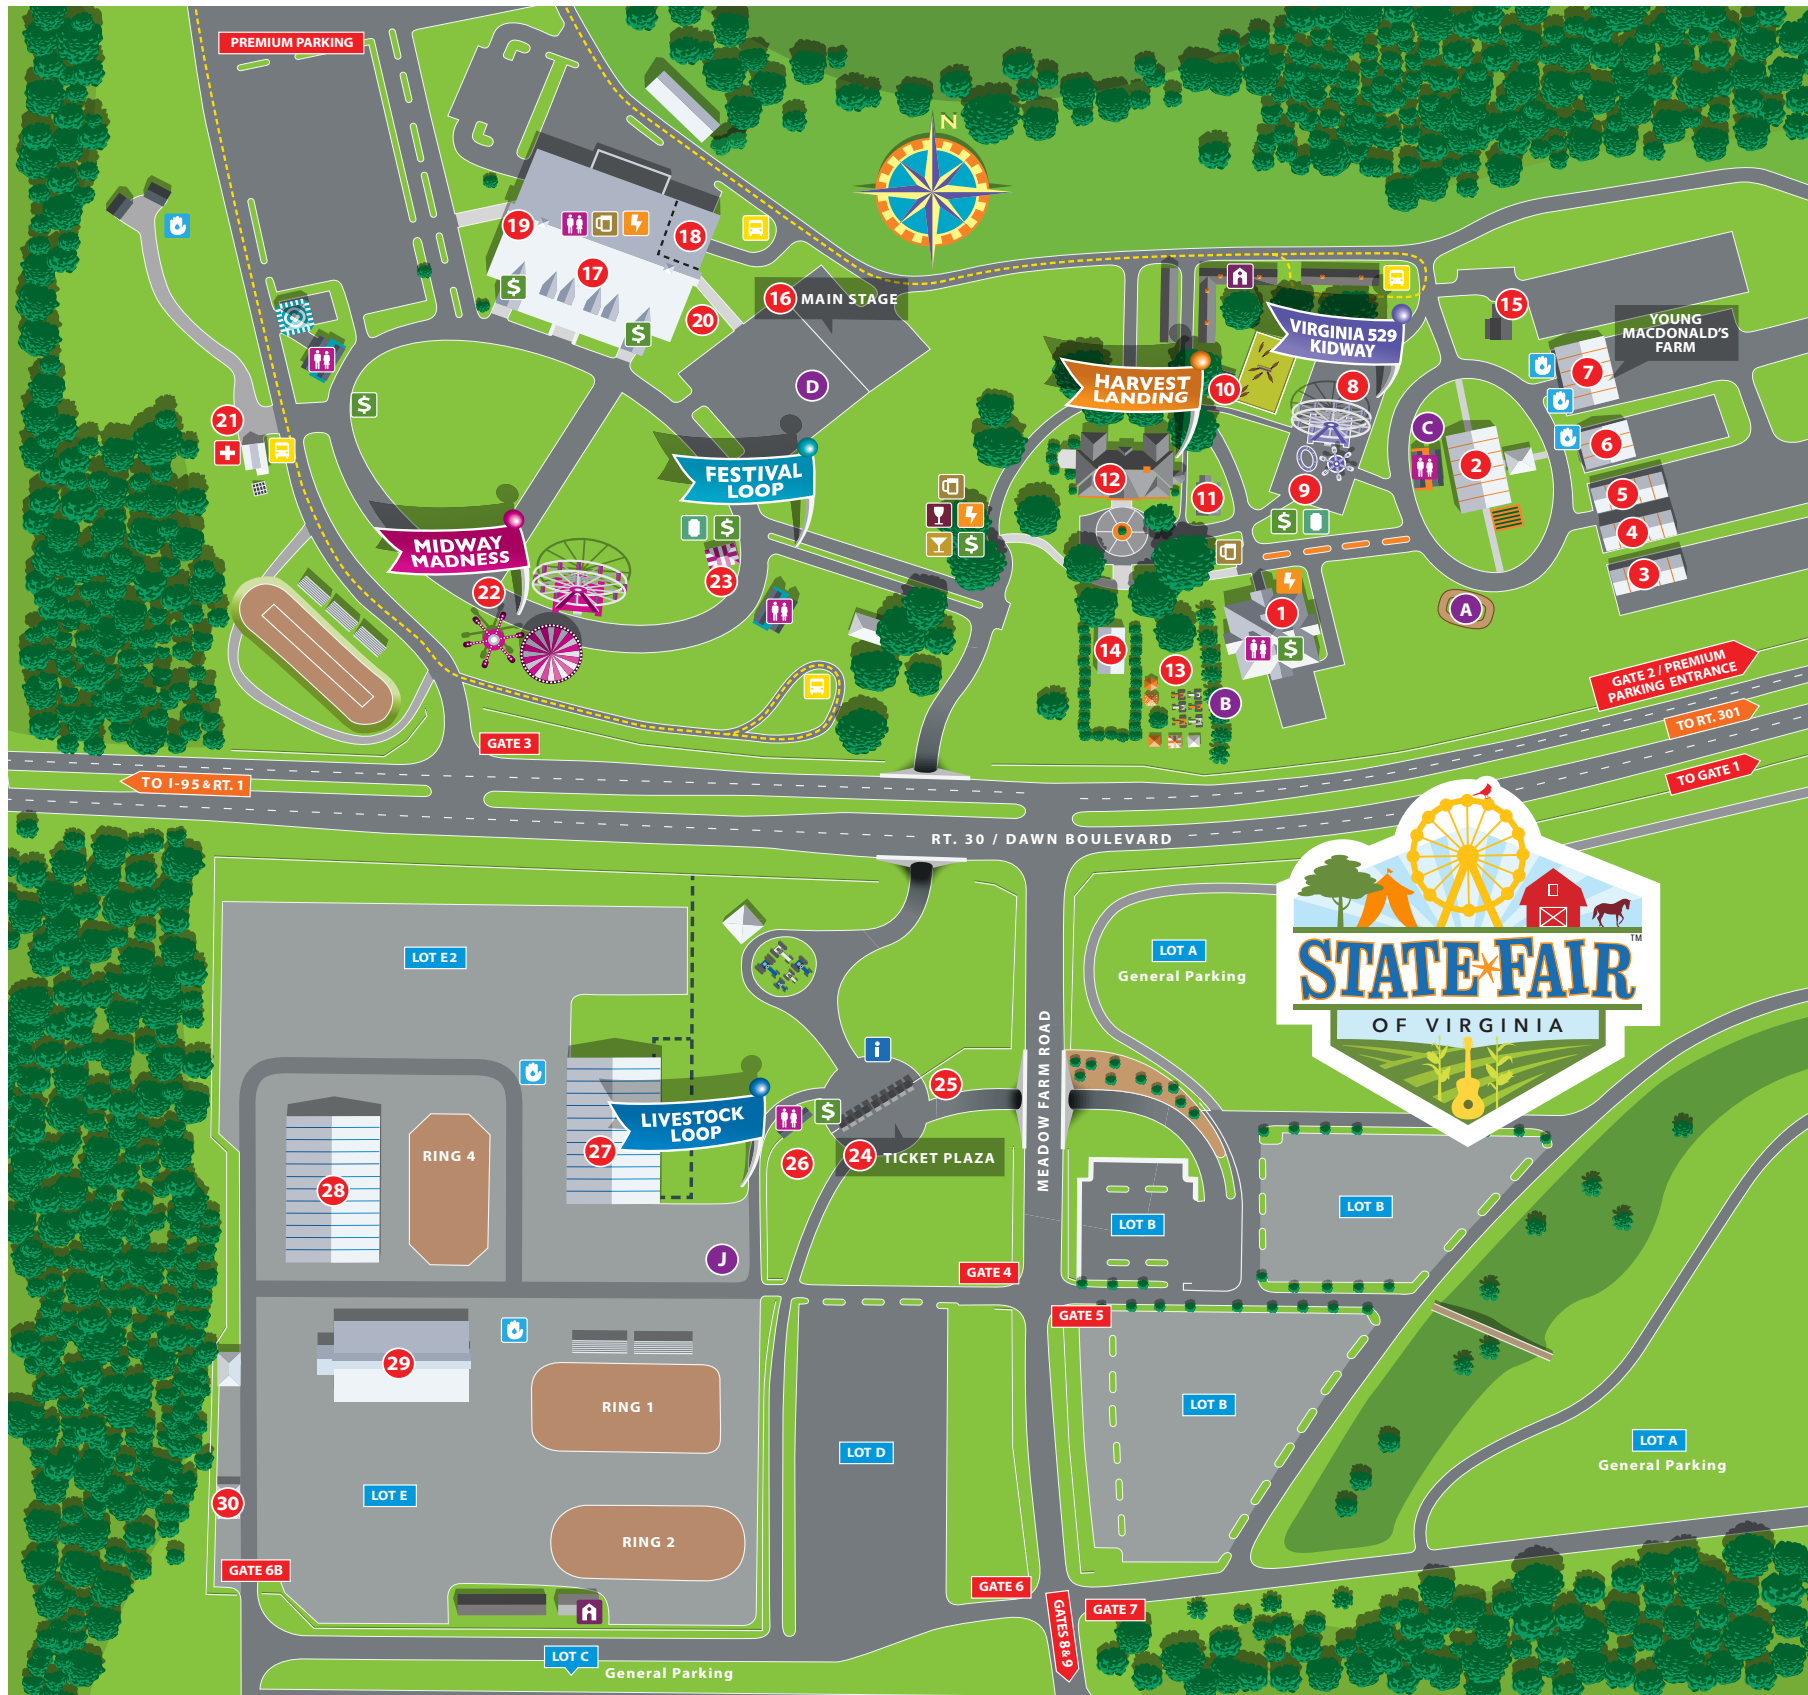 PREMIUM PARKING
N
19
18
17
$
$
20
16 MAIN STAGE
D
$
21
FESTIVAL
LOOP
MIDWAY
MADNESS
$
23
22
$
HARVEST
LANDING
VIRGINIA 529
KIDWAY
10
8
15
YOUNG
MACDONALD'S
FARM
7
C
6
2
12
11
9
$
5
4
3
A
1
$
14
13
B
GATE 2 / PREMIUM
PARKING ENTRANCE
TO RT. 301
TO GATE 1
GATE 3
TO I-95 & RT. 1
RT. 30 / DAWN BOULEVARD
LOT E2
LOT A
General Parking
STATE FAIR
TM
OF VIRGINIA
MEADOW FARM ROAD
i
25
LIVESTOCK
LOOP
$
27
26
24 TICKET PLAZA
RING 4
28
J
LOT B
LOT B
GATE 4
GATE 5
29
RING 1
LOT B
LOT D
LOT A
General Parking
LOT E
30
RING 2
GATE 6B
GATE 6
GATE 7
GATES 8 & 9
LOT C
General Parking